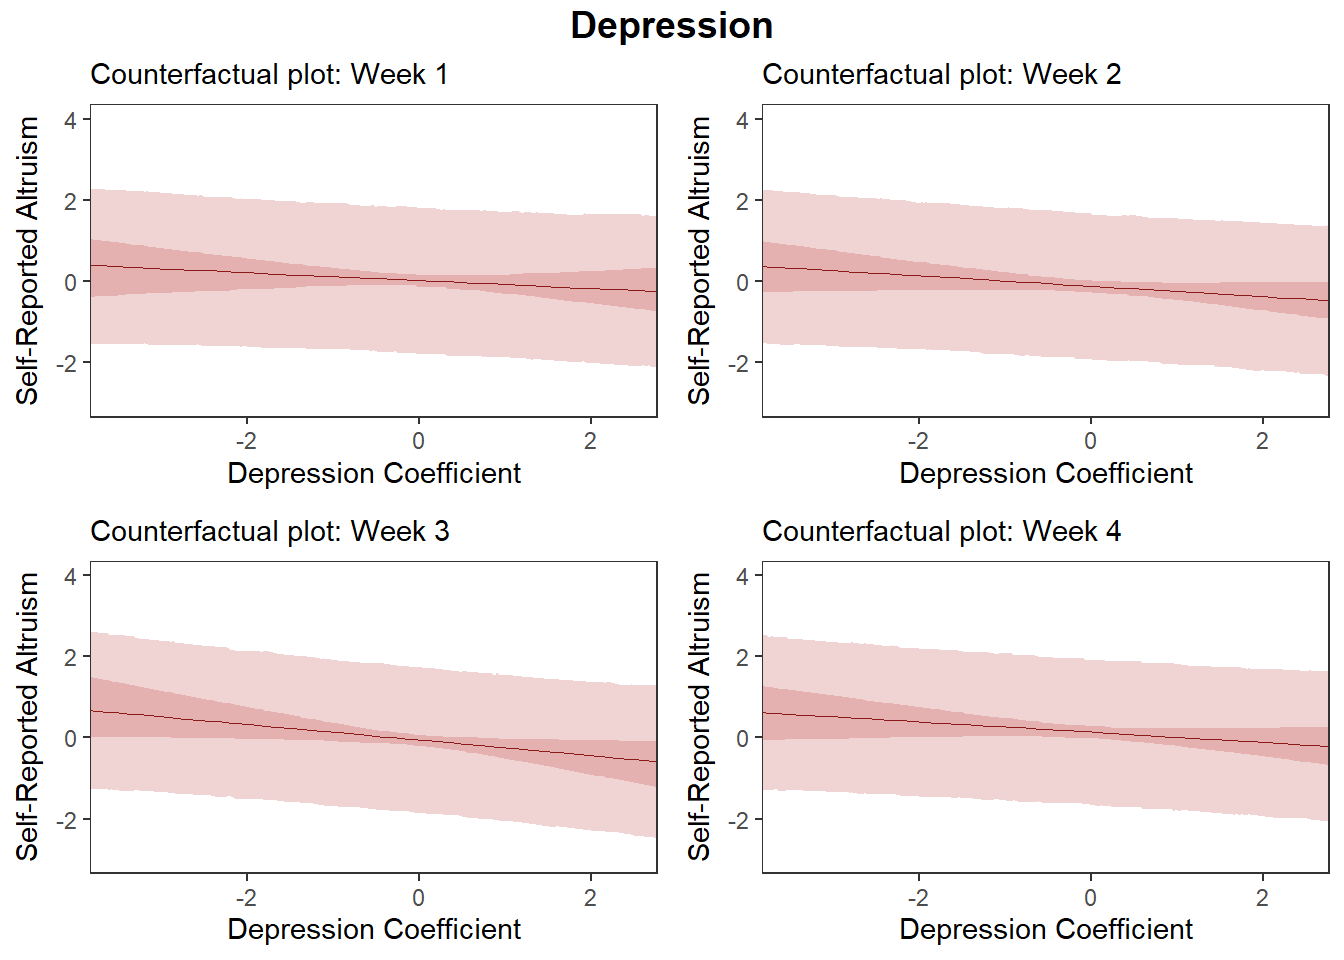 Depression
Counterfactual plot: Week 1
Self-Reported Altruism
4
2
0
-2
-2 0 2
Depression Coefficient
Counterfactual plot: Week 2
Self-Reported Altruism
4
2
0
-2
-2 0 2
Depression Coefficient
Counterfactual plot: Week 3
Self-Reported Altruism
4
2
0
-2
-2 0 2
Depression Coefficient
Counterfactual plot: Week 4
Self-Reported Altruism
4
2
0
-2
-2 0 2
Depression Coefficient